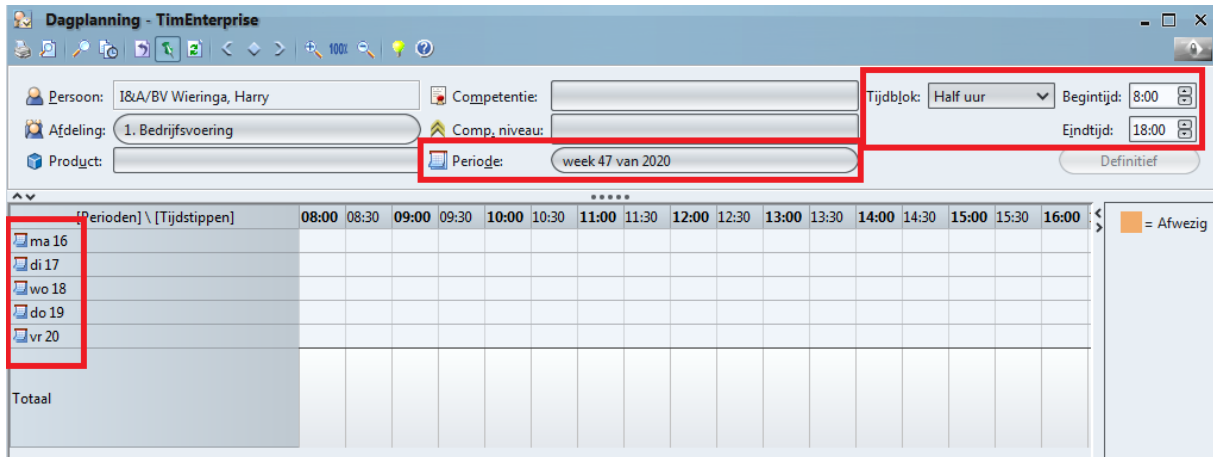 Dagplanning - TimEnterprise
100%
Persoon: I&A/BV Wieringa, Harry Competentie: Tijdblok: Half uur Begintijd: 8:00
Afdeling: 1. Bedrijfsvoering Comp. niveau: Eindtijd: 18:00
Product: Periode: week 47 van 2020 Definitief
[Perioden] \ [Tijdstippen] 08:00 08:30 09:00 09:30 10:00 10:30 11:00 11:30 12:00 12:30 13:00 13:30 14:00 14:30 15:00 15:30 16:00
= Afwezig
ma 16
di 17
wo 18
do 19
vr 20
Totaal